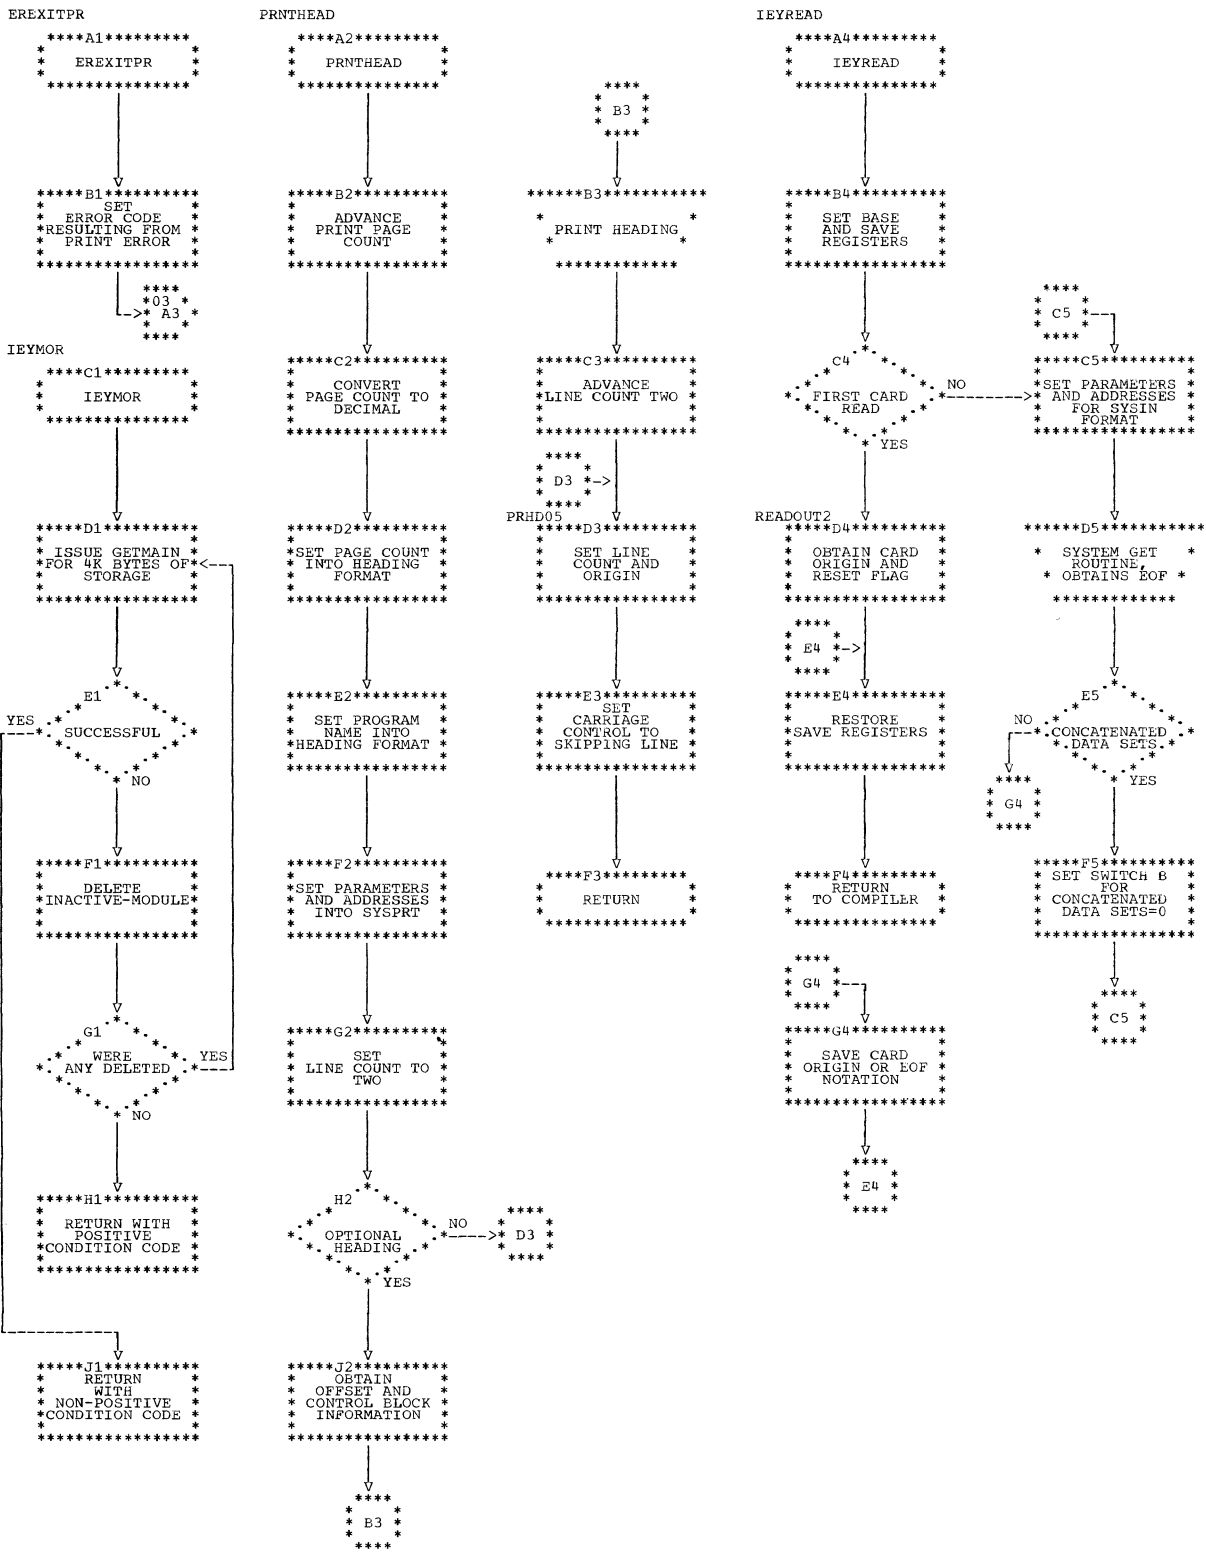 EREXITPR
A1
EREXITPR
B1
SET
ERROR CODE
RESULTING FROM
PRINT ERROR
03
A3
IEYMOR
C1
IEYMOR
D1
ISSUE GETMAIN
FOR 4K BYTES OF
STORAGE
E1
YES
SUCCESSFUL
NO
F1
DELETE
INACTIVE-MODULE
G1
WERE
ANY DELETED
YES
NO
H1
RETURN WITH
POSITIVE
CONDITION CODE
J1
RETURN
WITH
NON-POSITIVE
CONDITION CODE
PRNTHEAD
A2
PRNTHEAD
B2
ADVANCE
PRINT PAGE
COUNT
C2
CONVERT
PAGE COUNT TO
DECIMAL
D2
SET PAGE COUNT
INTO HEADING
FORMAT
E2
SET PROGRAM
NAME INTO
HEADING FORMAT
F2
SET PARAMETERS
AND ADDRESSES
INTO SYSPRT
G2
SET
LINE COUNT TO
TWO
H2
OPTIONAL
HEADING
NO
D3
YES
J2
OBTAIN
OFFSET AND
CONTROL BLOCK
INFORMATION
B3
B3
B3
PRINT HEADING
C3
ADVANCE
LINE COUNT TWO
D3
PRHD05
D3
SET LINE
COUNT AND
ORIGIN
E3
SET
CARRIAGE
CONTROL TO
SKIPPING LINE
F3
RETURN
IEYREAD
A4
IEYREAD
B4
SET BASE
AND SAVE
REGISTERS
C4
FIRST CARD
READ
NO
YES
READOUT2
D4
OBTAIN CARD
ORIGIN AND
RESET FLAG
E4
E4
RESTORE
SAVE REGISTERS
F4
RETURN
TO COMPILER
G4
G4
SAVE CARD
ORIGIN OR EOF
NOTATION
E4
C5
C5
SET PARAMETERS
AND ADDRESSES
FOR SYSIN
FORMAT
D5
SYSTEM GET
ROUTINE,
OBTAINS EOF
E5
NO
CONCATENATED
DATA SETS
YES
G4
F5
SET SWITCH B
FOR
CONCATENATED
DATA SETS=0
C5